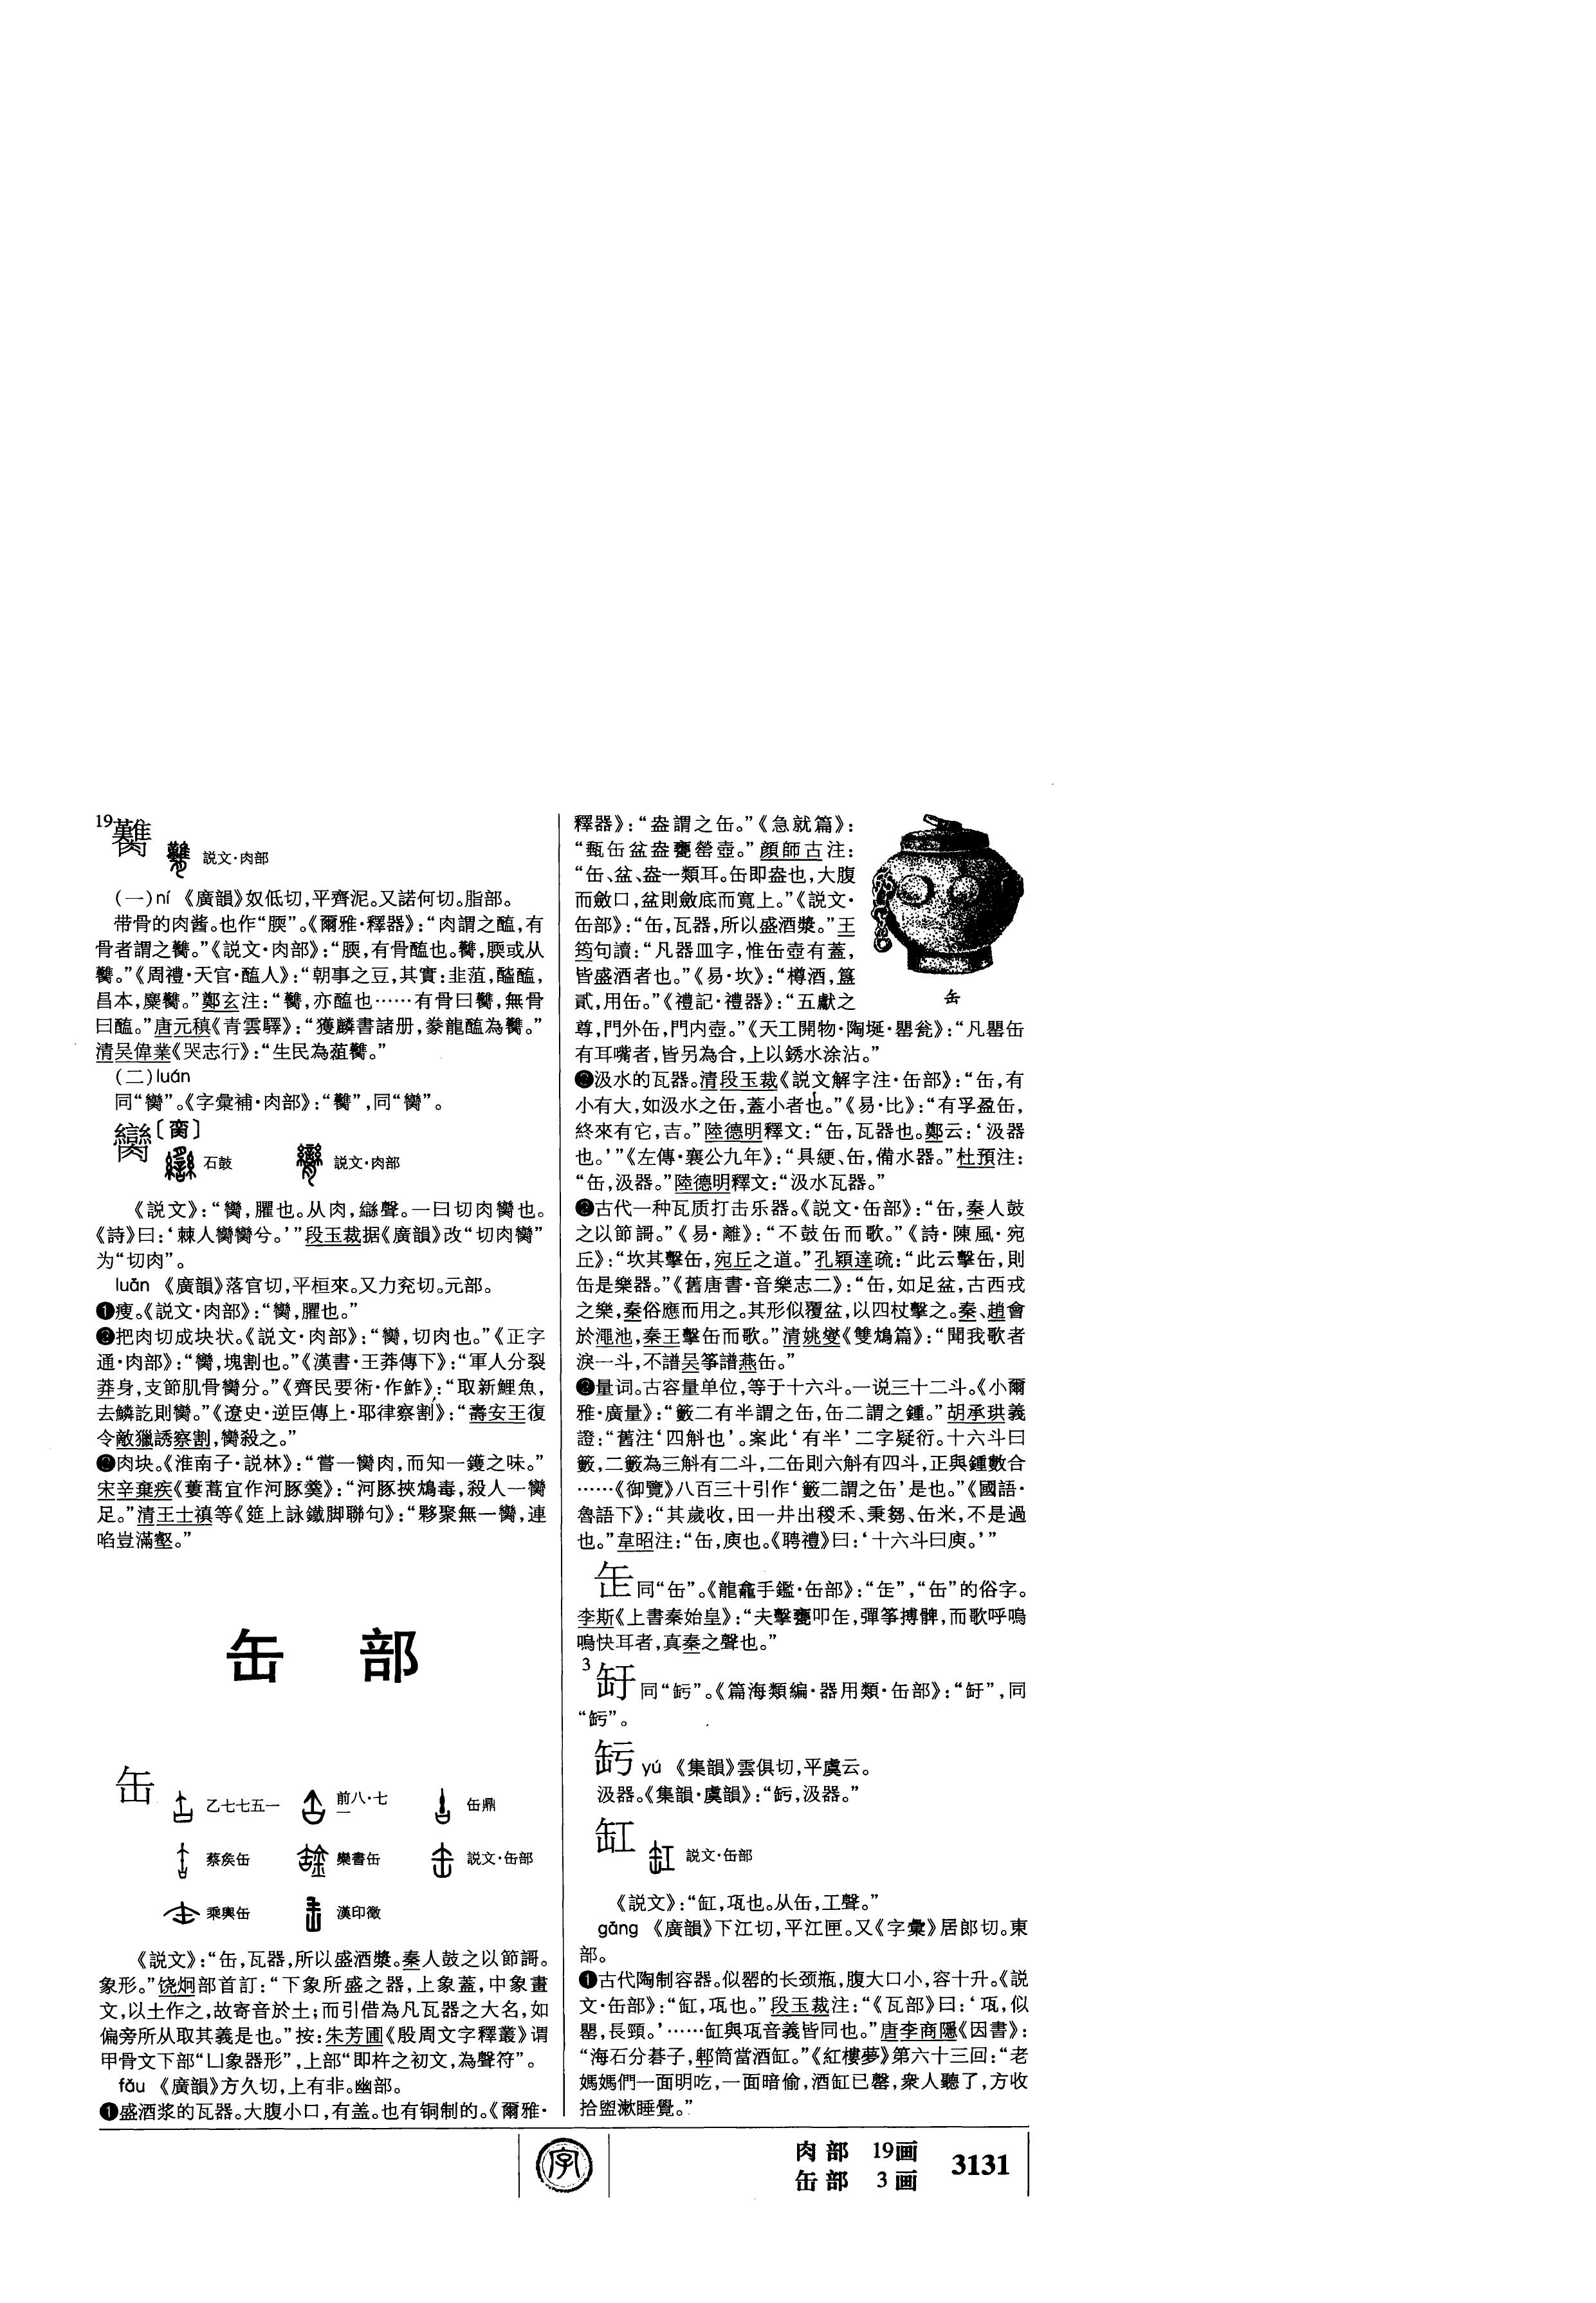 19
臡
説文·肉部
(一)ní 《廣韻》奴低切,平齊泥。又諾何切。脂部。
带骨的肉酱。也作“腝”。《爾雅·釋器》:“肉謂之醢,有
骨者謂之臡。”《説文·肉部》:“腝,有骨醢也。臡,腝或从
難。”《周禮·天官·醢人》:“朝事之豆,其實:韭菹,醓醢,
昌本,麋臡。”鄭玄注:“臡,亦醢也……有骨曰臡,無骨
曰醢。”唐元稹《青雲驛》:“獲麟書諸册,豢龍醢為臡。”
清吴偉業《哭志行》:“生民為葅臡。”
(二)luán
同“臠”。《字彙補·肉部》:“臡”,同“臠”。
臠〔脔〕
石鼓
説文·肉部
《説文》:“臠,臞也。从肉,䜌聲。一曰切肉臠也。
《詩》曰:‘棘人臠臠兮。’”段玉裁据《廣韻》改“切肉臠”
为“切肉”。
luán 《廣韻》落官切,平桓來。又力兖切。元部。
❶瘦。《説文·肉部》:“臠,臞也。”
❷把肉切成块状。《説文·肉部》:“臠,切肉也。”《正字
通·肉部》:“臠,塊割也。”《漢書·王莽傳下》:“軍人分裂
莽身,支節肌骨臠分。”《齊民要術·作鮓》:“取新鯉魚,
去鱗訖則臠。”《遼史·逆臣傳上·耶律察割》:“壽安王復
令敵獵誘察割,臠殺之。”
❸肉块。《淮南子·説林》:“嘗一臠肉,而知一鑊之味。”
宋辛棄疾《蔞蒿宜作河豚羹》:“河豚挾鴆毒,殺人一臠
足。”清王士禛等《筵上詠鐵脚聯句》:“夥聚無一臠,連
啗豈滿壑。”
缶 部
缶
乙七七五一
前八·七
一
缶鼎
蔡矦缶
欒書缶
説文·缶部
乘輿缶
漢印徵
《説文》:“缶,瓦器,所以盛酒漿。秦人鼓之以節謌。
象形。”饶炯部首訂:“下象所盛之器,上象蓋,中象畫
文,以土作之,故寄音於土;而引借為凡瓦器之大名,如
偏旁所从取其義是也。”按:朱芳圃《殷周文字釋叢》谓
甲骨文下部“凵象器形”,上部“即杵之初文,為聲符”。
fǒu 《廣韻》方久切,上有非。幽部。
❶盛酒浆的瓦器。大腹小口,有盖。也有铜制的。《爾雅·
釋器》:“盎謂之缶。”《急就篇》:
“甄缶盆盎甕罃壺。”顔師古注:
“缶、盆、盎一類耳。缶即盎也,大腹
而斂口,盆則斂底而寬上。”《説文·
缶部》:“缶,瓦器,所以盛酒漿。”王
筠句讀:“凡器皿字,惟缶壺有蓋,
皆盛酒者也。”《易·坎》:“樽酒,簋
貳,用缶。”《禮記·禮器》:“五獻之
缶
尊,門外缶,門内壺。”《天工開物·陶埏·罌瓮》:“凡罌缶
有耳嘴者,皆另為合,上以銹水涂沾。”
❷汲水的瓦器。清段玉裁《説文解字注·缶部》:“缶,有
小有大,如汲水之缶,蓋小者也。”《易·比》:“有孚盈缶,
終來有它,吉。”陸德明釋文:“缶,瓦器也。鄭云:‘汲器
也。’”《左傳·襄公九年》:“具綆、缶,備水器。”杜預注:
“缶,汲器。”陸德明釋文:“汲水瓦器。”
❸古代一种瓦质打击乐器。《説文·缶部》:“缶,秦人鼓
之以節謌。”《易·離》:“不鼓缶而歌。”《詩·陳風·宛
丘》:“坎其擊缶,宛丘之道。”孔穎達疏:“此云擊缶,則
缶是樂器。”《舊唐書·音樂志二》:“缶,如足盆,古西戎
之樂,秦俗應而用之。其形似覆盆,以四杖擊之。秦、趙會
於澠池,秦王擊缶而歌。”清姚燮《雙鴆篇》:“聞我歌者
淚一斗,不譜吴筝譜燕缶。”
❹量词。古容量单位,等于十六斗。一说三十二斗。《小爾
雅·廣量》:“籔二有半謂之缶,缶二謂之鍾。”胡承珙義
證:“舊注‘四斛也’。案此‘有半’二字疑衍。十六斗曰
籔,二籔為三斛有二斗,二缶則六斛有四斗,正與鍾數合
……《御覽》八百三十引作‘籔二謂之缶’是也。”《國語·
魯語下》:“其歲收,田一井出稷禾、秉芻、缶米,不是過
也。”韋昭注:“缶,庾也。《聘禮》曰:‘十六斗曰庾。’”
𦈢同“缶”。《龍龕手鑑·缶部》:“𦈢”,“缶”的俗字。
李斯《上書秦始皇》:“夫擊甕叩𦈢,彈筝搏髀,而歌呼嗚
嗚快耳者,真秦之聲也。”
3
䍂同“𦈣”。《篇海類編·器用類·缶部》:“䍂”,同
“𦈣”。
𦈣 yú 《集韻》雲俱切,平虞云。
汲器。《集韻·虞韻》:“𦈣,汲器。”
缸
説文·缶部
《説文》:“缸,瓨也。从缶,工聲。”
gāng 《廣韻》下江切,平江匣。又《字彙》居郎切。東
部。
❶古代陶制容器。似罌的长颈瓶,腹大口小,容十升。《説
文·缶部》:“缸,瓨也。”段玉裁注:“《瓦部》曰:‘瓨,似
罌,長頸。’……缸與瓨音義皆同也。”唐李商隱《因書》:
“海石分碁子,郫筒當酒缸。”《紅樓夢》第六十三回:“老
媽媽們一面明吃,一面暗偷,酒缸已罄,衆人聽了,方收
拾盥漱睡覺。”
字
肉部 19画
缶部 3画
3131